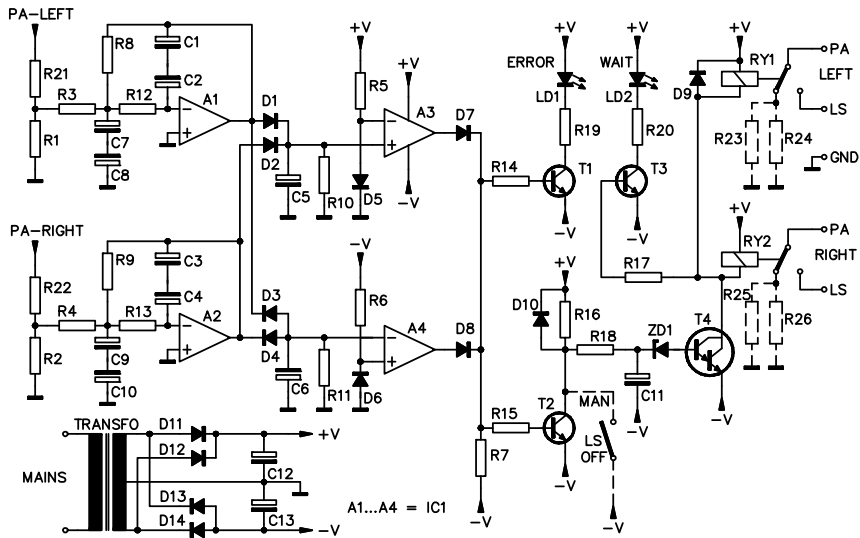 PA-LEFT
R21
R3
R1
R8
C1
C2
R12
A1
C7
C8
D1
D2
C5
R10
+V
R5
+V
A3
D5
-V
D7
R14
+V
ERROR
LD1
R19
T1
-V
+V
WAIT
LD2
R20
T3
-V
+V
RY1
D9
PA
LEFT
LS
R23
R24
GND
PA-RIGHT
R22
R4
R2
R9
C3
C4
R13
A2
C9
C10
D3
D4
C6
R11
-V
R6
A4
D6
D8
R15
R7
-V
R17
+V
D10
R16
R18
ZD1
T4
C11
-V
-V
T2
-V
MAN
LS
OFF
-V
+V
RY2
PA
RIGHT
LS
R25
R26
TRANSFO
MAINS
D11
D12
D13
D14
C12
C13
+V
-V
A1...A4 = IC1